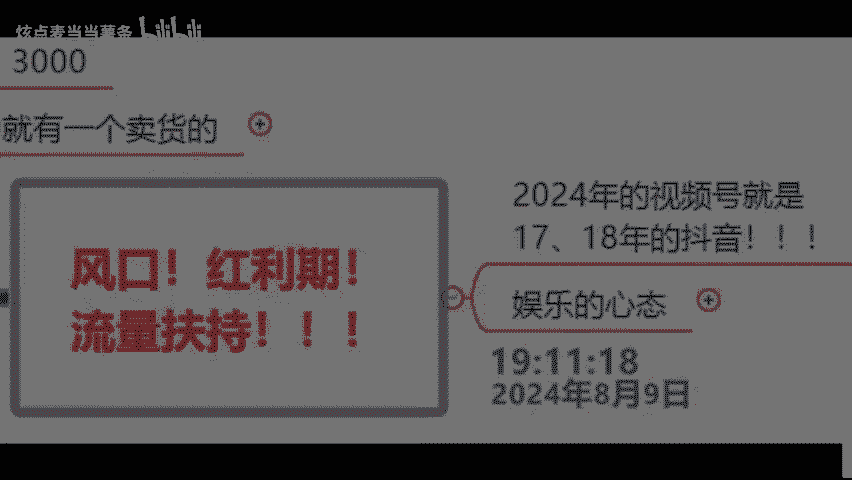 炫点麦当当薯条 bilibili
3000
就有一个卖货的
2024年的视频号就是
17、18年的抖音！！！
风口！红利期！
流量扶持！！！
娱乐的心态
19:11:18
2024年8月9日